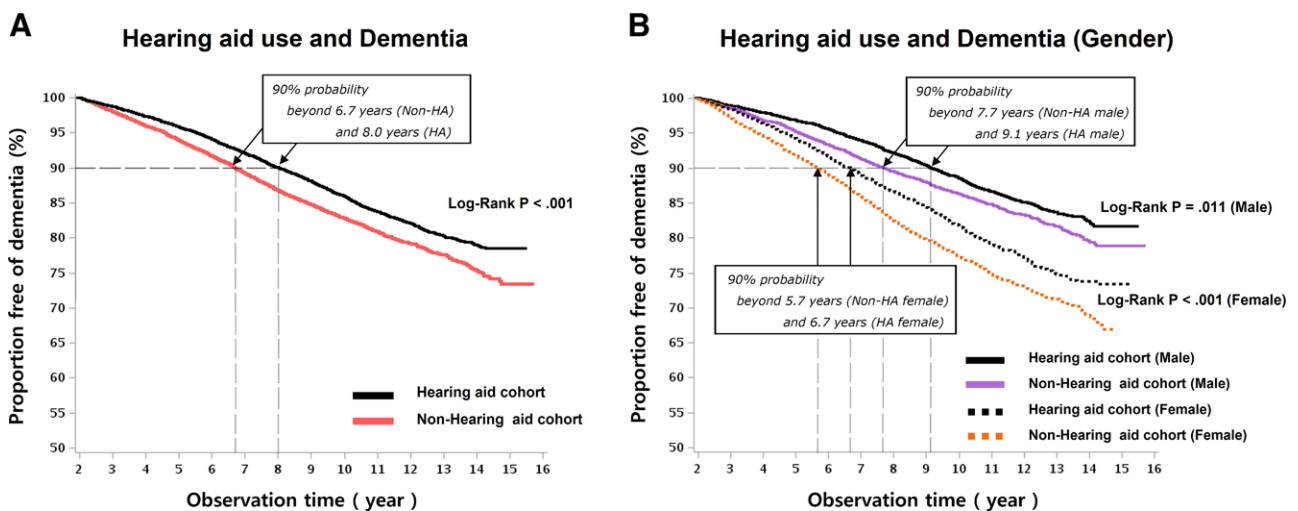 A
Hearing aid use and Dementia
90% probability
beyond 6.7 years (Non-HA)
and 8.0 years (HA)
Proportion free of dementia (%)
100
95
90
85
80
75
70
65
60
55
50
Log-Rank P < .001
Hearing aid cohort
Non-Hearing aid cohort
2 3 4 5 6 7 8 9 10 11 12 13 14 15 16
Observation time ( year )
B
Hearing aid use and Dementia (Gender)
90% probability
beyond 7.7 years (Non-HA male)
and 9.1 years (HA male)
Proportion free of dementia (%)
100
95
90
85
80
75
70
65
60
55
50
Log-Rank P = .011 (Male)
90% probability
beyond 5.7 years (Non-HA female)
and 6.7 years (HA female)
Log-Rank P < .001 (Female)
Hearing aid cohort (Male)
Non-Hearing aid cohort (Male)
Hearing aid cohort (Female)
Non-Hearing aid cohort (Female)
2 3 4 5 6 7 8 9 10 11 12 13 14 15 16
Observation time ( year )